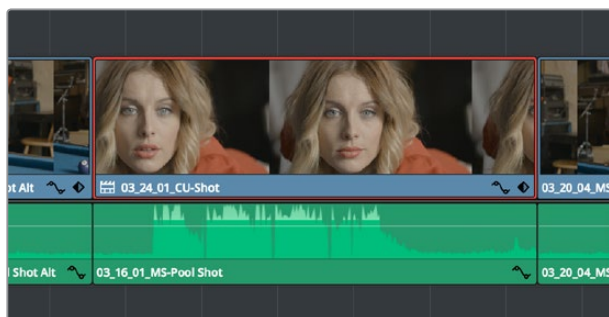 ot Alt
03_24_01_CU-Shot
03_20_04_MS
l Shot Alt
03_16_01_MS-Pool Shot
03_20_04_MS